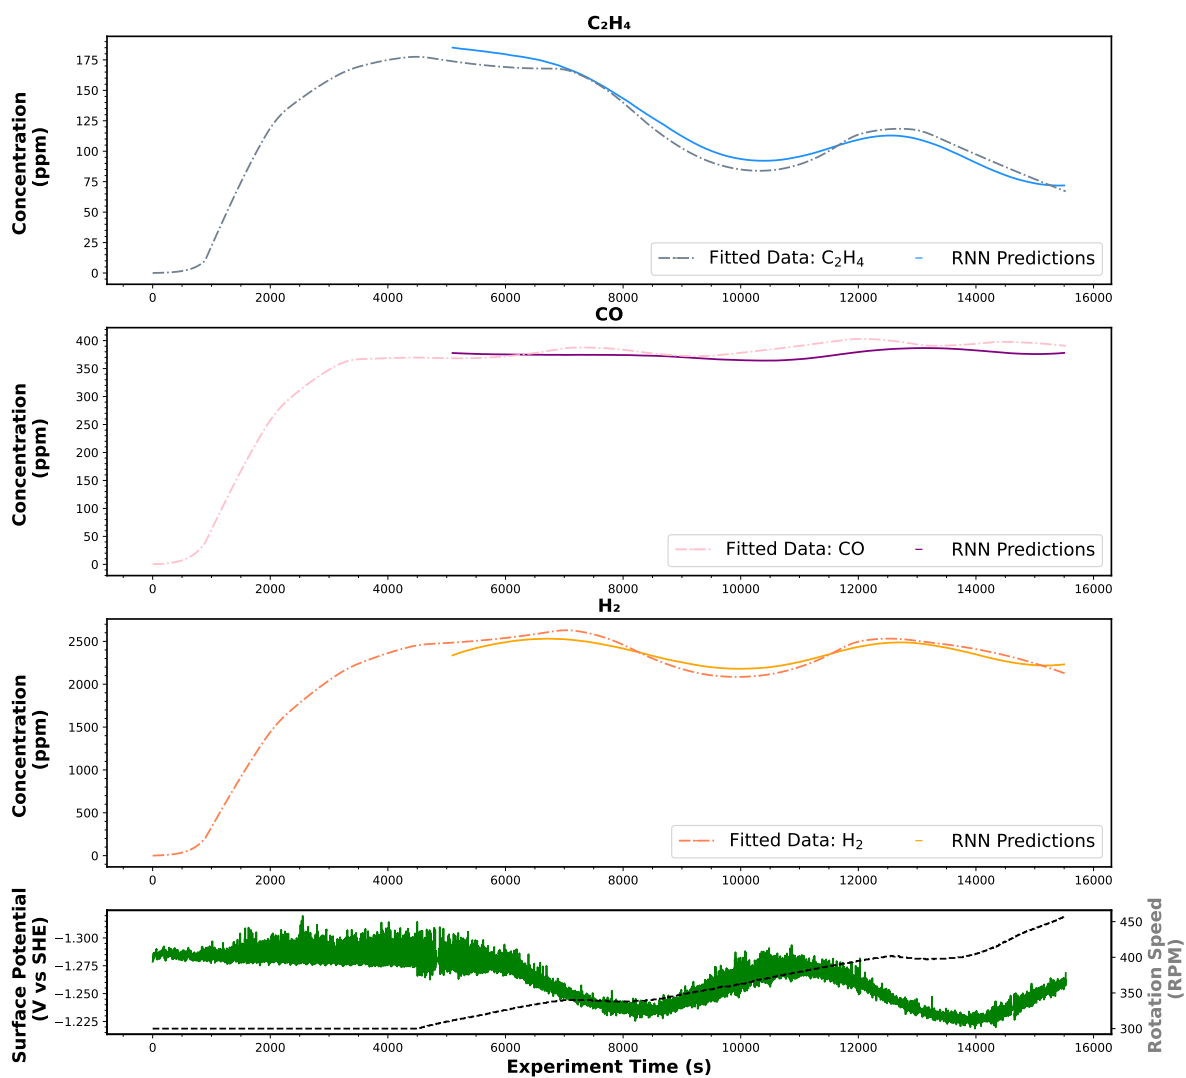 C₂H₄
Concentration
(ppm)
175
150
125
100
75
50
25
0
Fitted Data: C₂H₄ RNN Predictions
0 2000 4000 6000 8000 10000 12000 14000 16000
CO
Concentration
(ppm)
400
350
300
250
200
150
100
50
0
Fitted Data: CO RNN Predictions
0 2000 4000 6000 8000 10000 12000 14000 16000
H₂
Concentration
(ppm)
2500
2000
1500
1000
500
0
Fitted Data: H₂ RNN Predictions
0 2000 4000 6000 8000 10000 12000 14000 16000
Surface Potential
(V vs SHE)
−1.300
−1.275
−1.250
−1.225
450
400
350
300
Rotation Speed
(RPM)
0 2000 4000 6000 8000 10000 12000 14000 16000
Experiment Time (s)